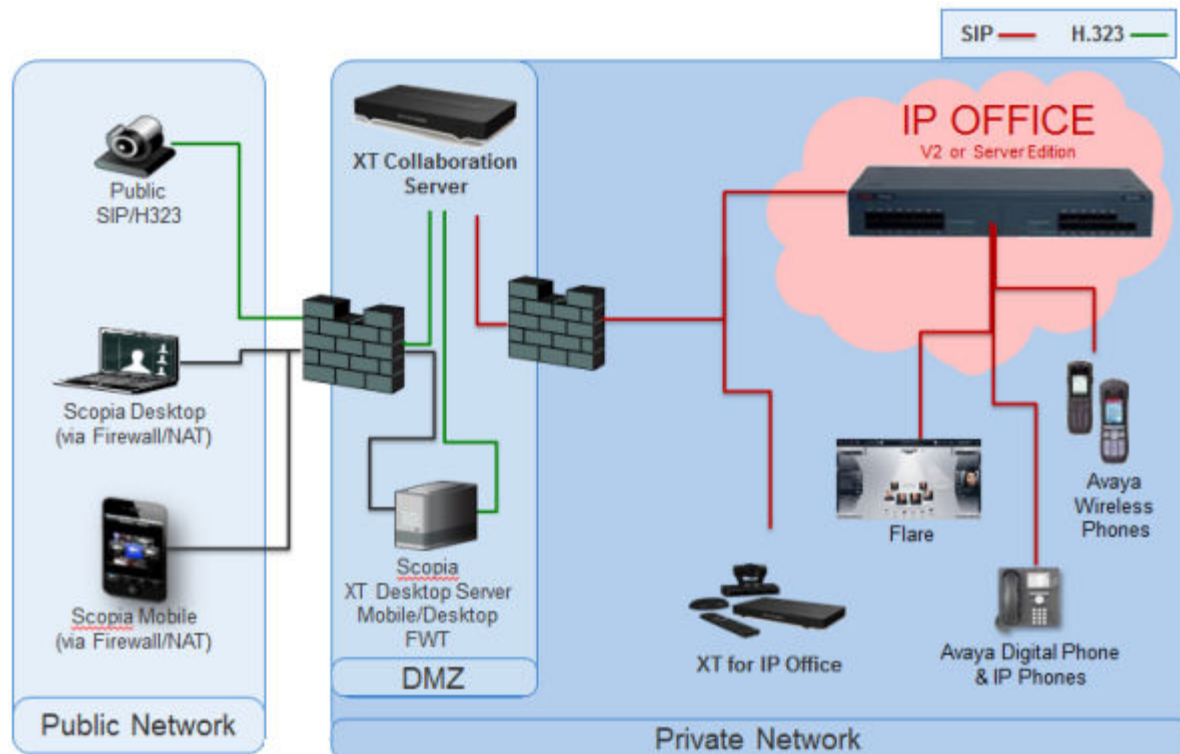 SIP
H.323
Public
SIP/H323
Scopia Desktop
(via Firewall/NAT)
Scopia Mobile
(via Firewall/NAT)
Public Network
XT Collaboration
Server
Scopia
XT Desktop Server
Mobile/Desktop
FWT
DMZ
IP OFFICE
V2 or Server Edition
Flare
Avaya
Wireless
Phones
XT for IP Office
Avaya Digital Phone
& IP Phones
Private Network